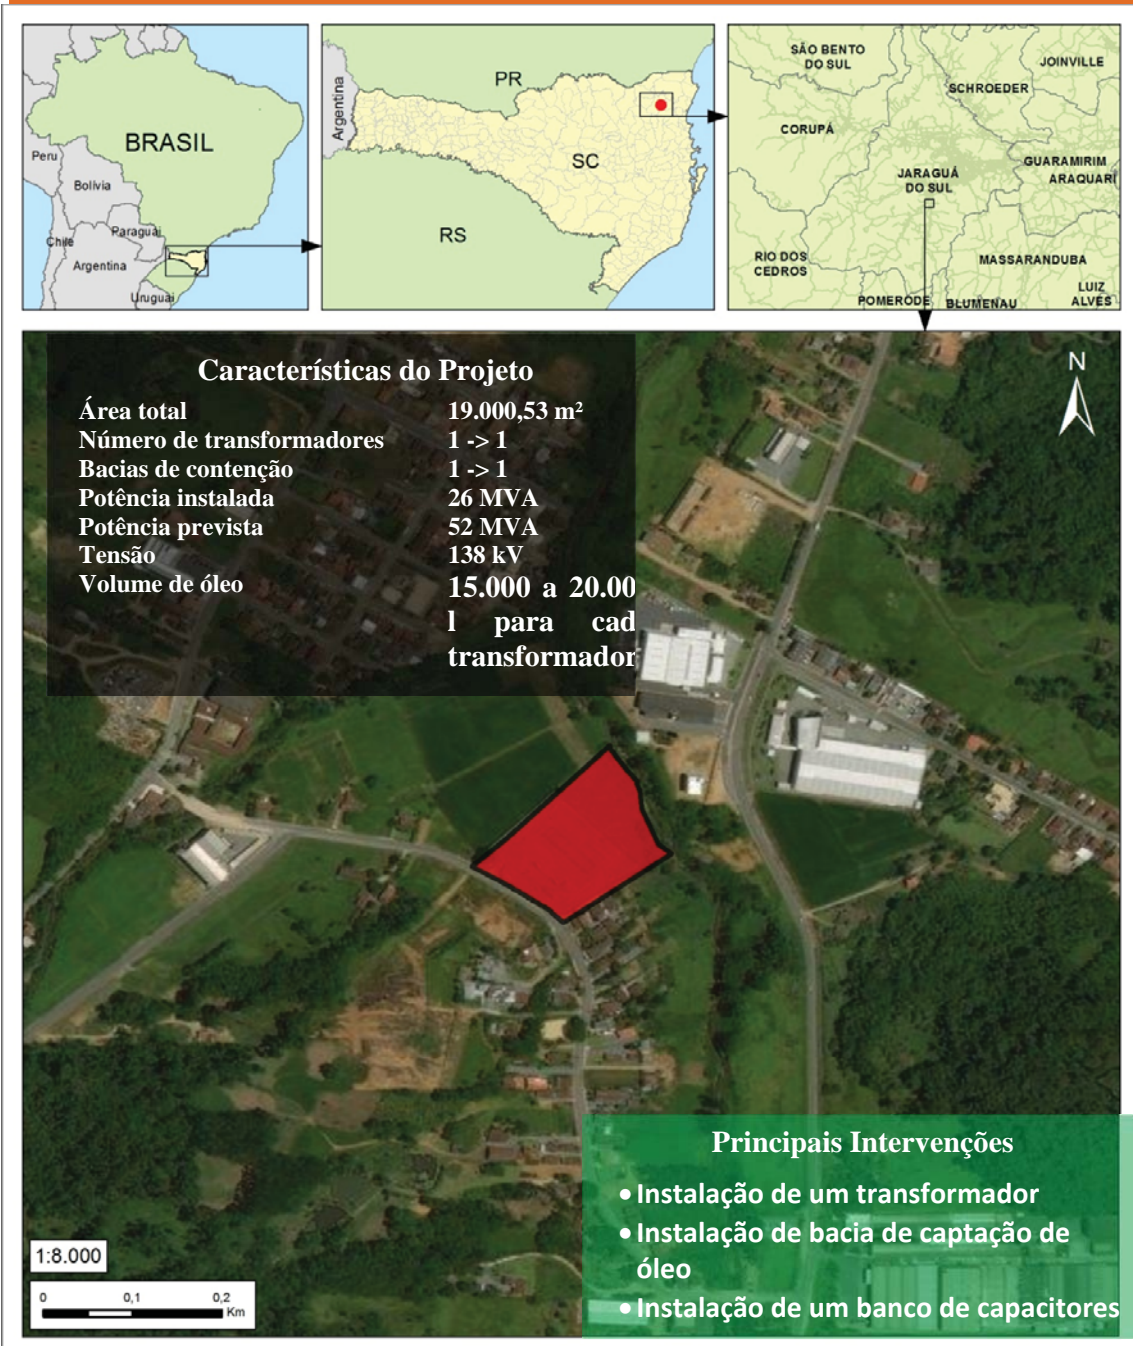 BRASIL
Peru
Bolívia
Paraguái
Chile
Argentina
Uruguái
Argentina
PR
SC
RS
SÃO BENTO
DO SUL
JOINVILLE
SCHROEDER
CORUPÁ
GUARAMIRIM
ARAQUARI
JARAGUÁ
DO SUL
RIO DOS
CEDROS
MASSARANDUBA
LUIZ
ALVES
POMERODE
BLUMENAU
Características do Projeto
Área total 19.000,53 m²
Número de transformadores 1 -> 1
Bacias de contenção 1 -> 1
Potência instalada 26 MVA
Potência prevista 52 MVA
Tensão 138 kV
Volume de óleo 15.000 a 20.00
l para cad
transformador
N
Principais Intervenções
• Instalação de um transformador
• Instalação de bacia de captação de
óleo
• Instalação de um banco de capacitores
1:8.000
0 0,1 0,2
Km